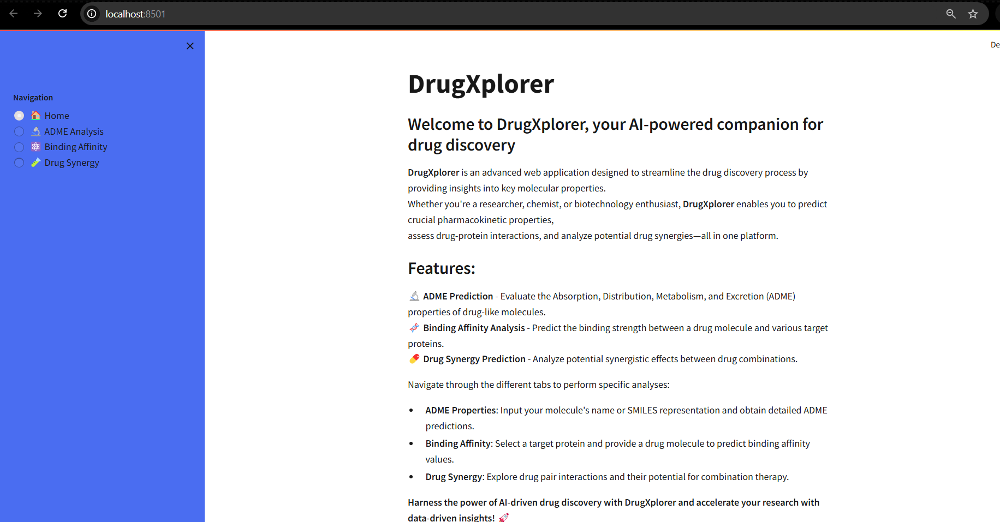 localhost:8501
De
Navigation
🏠 Home
🔬 ADME Analysis
⚛️ Binding Affinity
🧪 Drug Synergy
DrugXplorer
Welcome to DrugXplorer, your AI-powered companion for
drug discovery
DrugXplorer is an advanced web application designed to streamline the drug discovery process by
providing insights into key molecular properties.
Whether you're a researcher, chemist, or biotechnology enthusiast, DrugXplorer enables you to predict
crucial pharmacokinetic properties,
assess drug-protein interactions, and analyze potential drug synergies—all in one platform.
Features:
🔬 ADME Prediction - Evaluate the Absorption, Distribution, Metabolism, and Excretion (ADME)
properties of drug-like molecules.
🧬 Binding Affinity Analysis - Predict the binding strength between a drug molecule and various target
proteins.
💊 Drug Synergy Prediction - Analyze potential synergistic effects between drug combinations.
Navigate through the different tabs to perform specific analyses:
• ADME Properties: Input your molecule's name or SMILES representation and obtain detailed ADME
predictions.
• Binding Affinity: Select a target protein and provide a drug molecule to predict binding affinity
values.
• Drug Synergy: Explore drug pair interactions and their potential for combination therapy.
Harness the power of AI-driven drug discovery with DrugXplorer and accelerate your research with
data-driven insights! 🚀